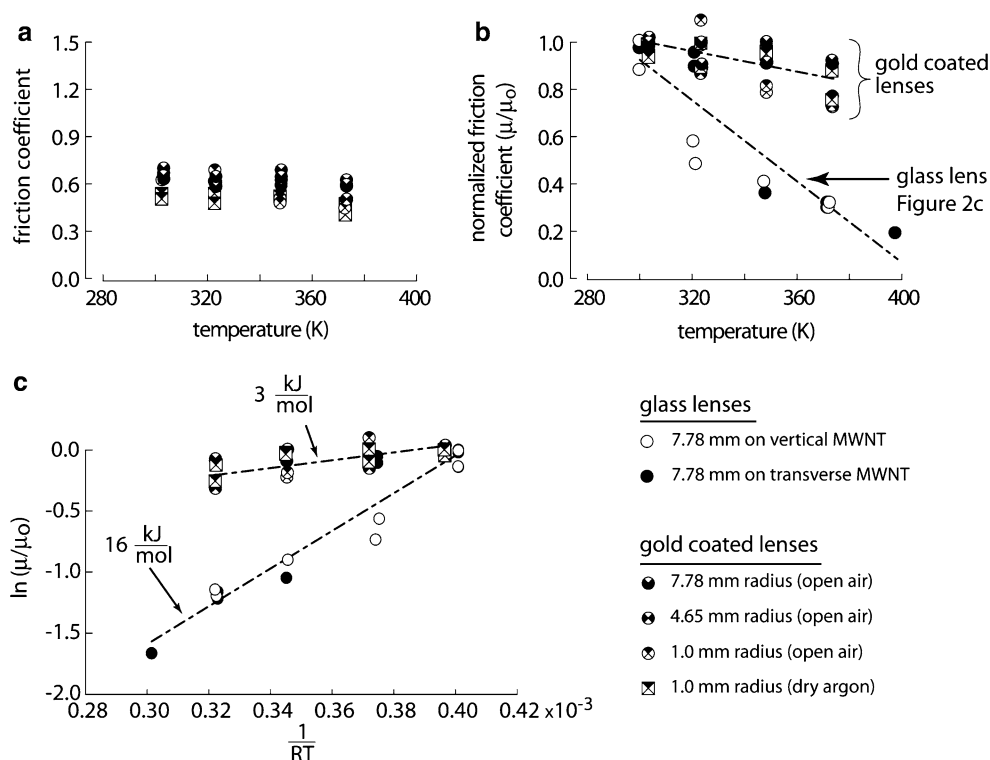 a
1.5
1.2
0.9
0.6
0.3
0.0
friction coefficient
280 320 360 400
temperature (K)
b
1.0
0.8
0.6
0.4
0.2
0.0
normalized friction
coefficient (μ/μo)
gold coated
lenses
glass lens
Figure 2c
280 320 360 400
temperature (K)
c
3 kJ
mol
16 kJ
mol
0.0
-0.5
-1.0
-1.5
-2.0
ln (μ/μo)
0.28 0.30 0.32 0.34 0.36 0.38 0.40 0.42 x10-3
1
RT
glass lenses
7.78 mm on vertical MWNT
7.78 mm on transverse MWNT
gold coated lenses
7.78 mm radius (open air)
4.65 mm radius (open air)
1.0 mm radius (open air)
1.0 mm radius (dry argon)